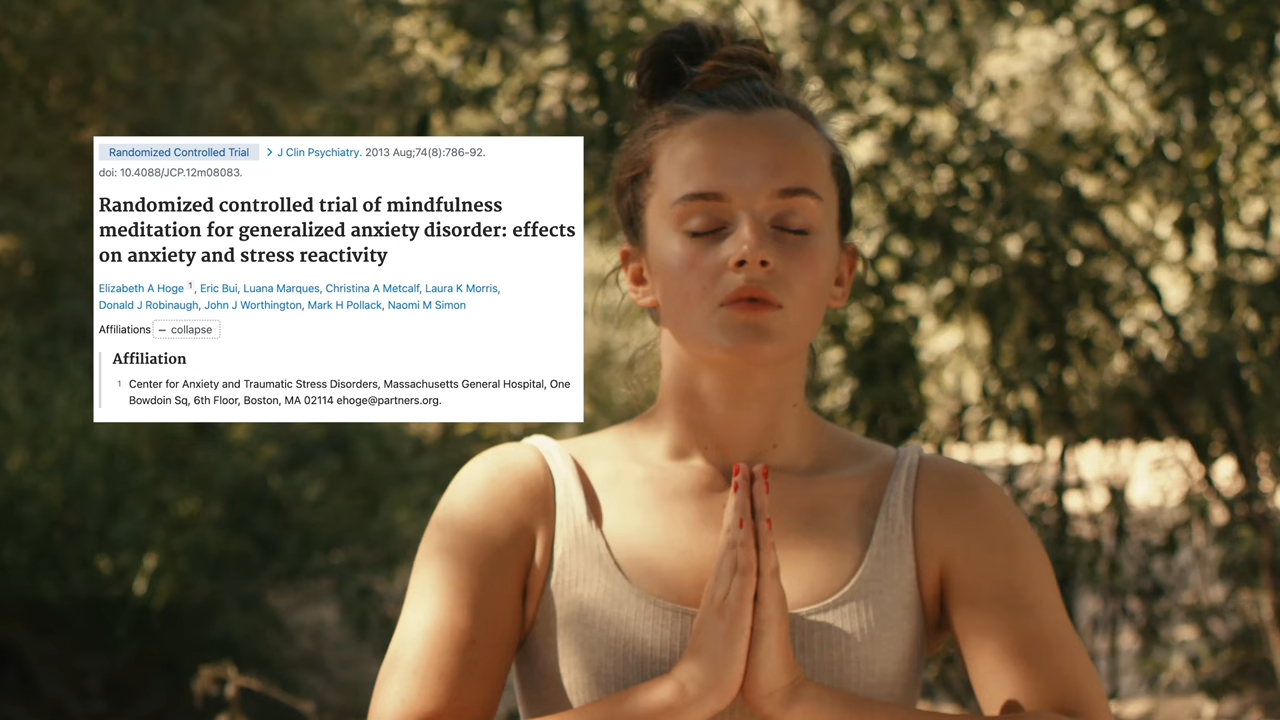 Randomized Controlled Trial > J Clin Psychiatry. 2013 Aug;74(8):786-92.
doi: 10.4088/JCP.12m08083.
Randomized controlled trial of mindfulness
meditation for generalized anxiety disorder: effects
on anxiety and stress reactivity
Elizabeth A Hoge 1, Eric Bui, Luana Marques, Christina A Metcalf, Laura K Morris,
Donald J Robinaugh, John J Worthington, Mark H Pollack, Naomi M Simon
Affiliations — collapse
Affiliation
1 Center for Anxiety and Traumatic Stress Disorders, Massachusetts General Hospital, One
Bowdoin Sq, 6th Floor, Boston, MA 02114 ehoge@partners.org.